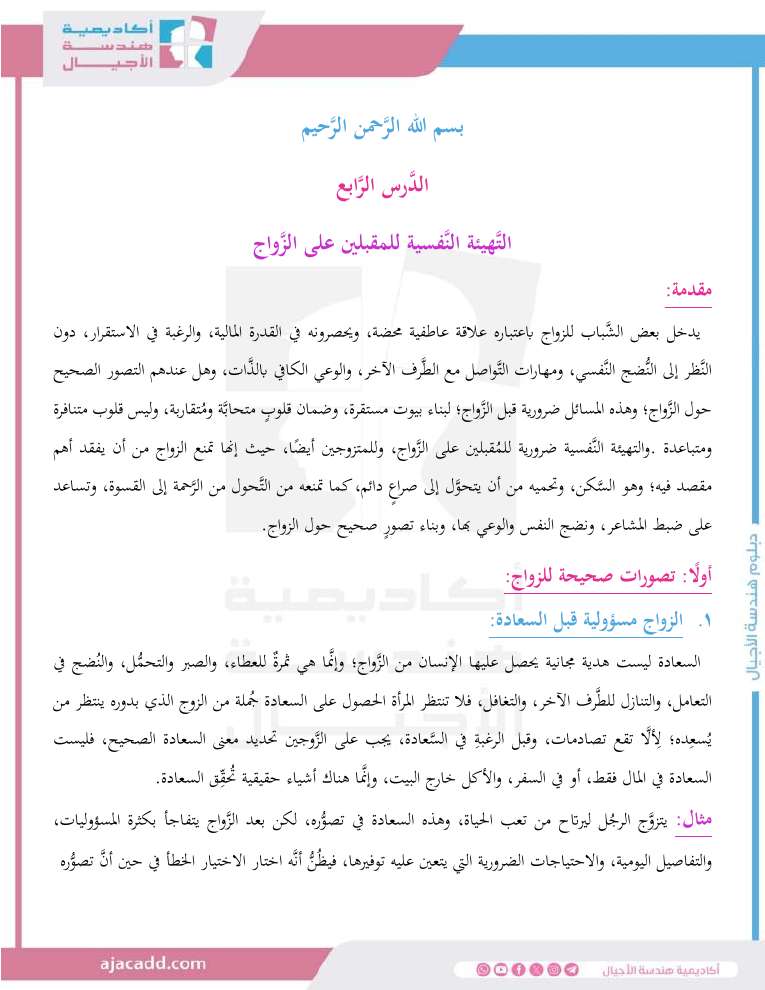 أكاديمية
هندسة
الأجيال
بسم الله الرَّحمن الرَّحيم
الدَّرس الرَّابع
التَّهيئة النَّفسية للمقبلين على الزَّواج
مقدمة:
يدخل بعض الشَّباب للزواج باعتباره علاقة عاطفية محضة، ويحصرونه في القدرة المالية، والرغبة في الاستقرار، دون
النَّظر إلى النُّضج النَّفسي، ومهارات التَّواصل مع الطَّرف الآخر، والوعي الكافي بالذَّات، وهل عندهم التصور الصحيح
حول الزَّواج؛ وهذه المسائل ضرورية قبل الزَّواج؛ لبناء بيوت مستقرة، وضمان قلوبٍ متحابَّة ومُتقاربة، وليس قلوب متنافرة
ومتباعدة .والتهيئة النَّفسية ضرورية للمُقبلين على الزَّواج، وللمتزوجين أيضًا، حيث إنها تمنع الزواج من أن يفقد أهم
مقصد فيه؛ وهو السَّكن، وتحميه من أن يتحوَّل إلى صراعٍ دائم، كما تمنعه من التَّحول من الرَّحمة إلى القسوة، وتساعد
على ضبط المشاعر، ونضج النفس والوعي بها، وبناء تصورٍ صحيح حول الزواج.
أولًا: تصورات صحيحة للزواج:
١. الزواج مسؤولية قبل السعادة:
السعادة ليست هدية مجانية يحصل عليها الإنسان من الزَّواج؛ وإنَّما هي ثمرةٌ للعطاء، والصبر والتحمُّل، والنُضج في
التعامل، والتنازل للطَّرف الآخر، والتغافل، فلا تنتظر المرأة الحصول على السعادة جُملة من الزوج الذي بدوره ينتظر من
يُسعِده؛ لِألَّا تقع تصادمات، وقبل الرغبةِ في السَّعادة، يجب على الزَّوجين تحديد معنى السعادة الصحيح، فليست
السعادة في المال فقط، أو في السفر، والأكل خارج البيت، وإنَّما هناك أشياء حقيقية تُحقِّق السعادة.
مثال: يتزوَّج الرجُل ليرتاح من تعب الحياة، وهذه السعادة في تصوُّره، لكن بعد الزَّواج يتفاجأ بكثرة المسؤوليات،
والتفاصيل اليومية، والاحتياجات الضرورية التي يتعين عليه توفيرها، فيظُنُّ أنَّه اختار الاختيار الخطأ في حين أنَّ تصوُّره
دبلوم هندسة الأجيال
أكاديمية
هندسة
الأجيال
ajacadd.com
أكاديمية هندسة الأجيال